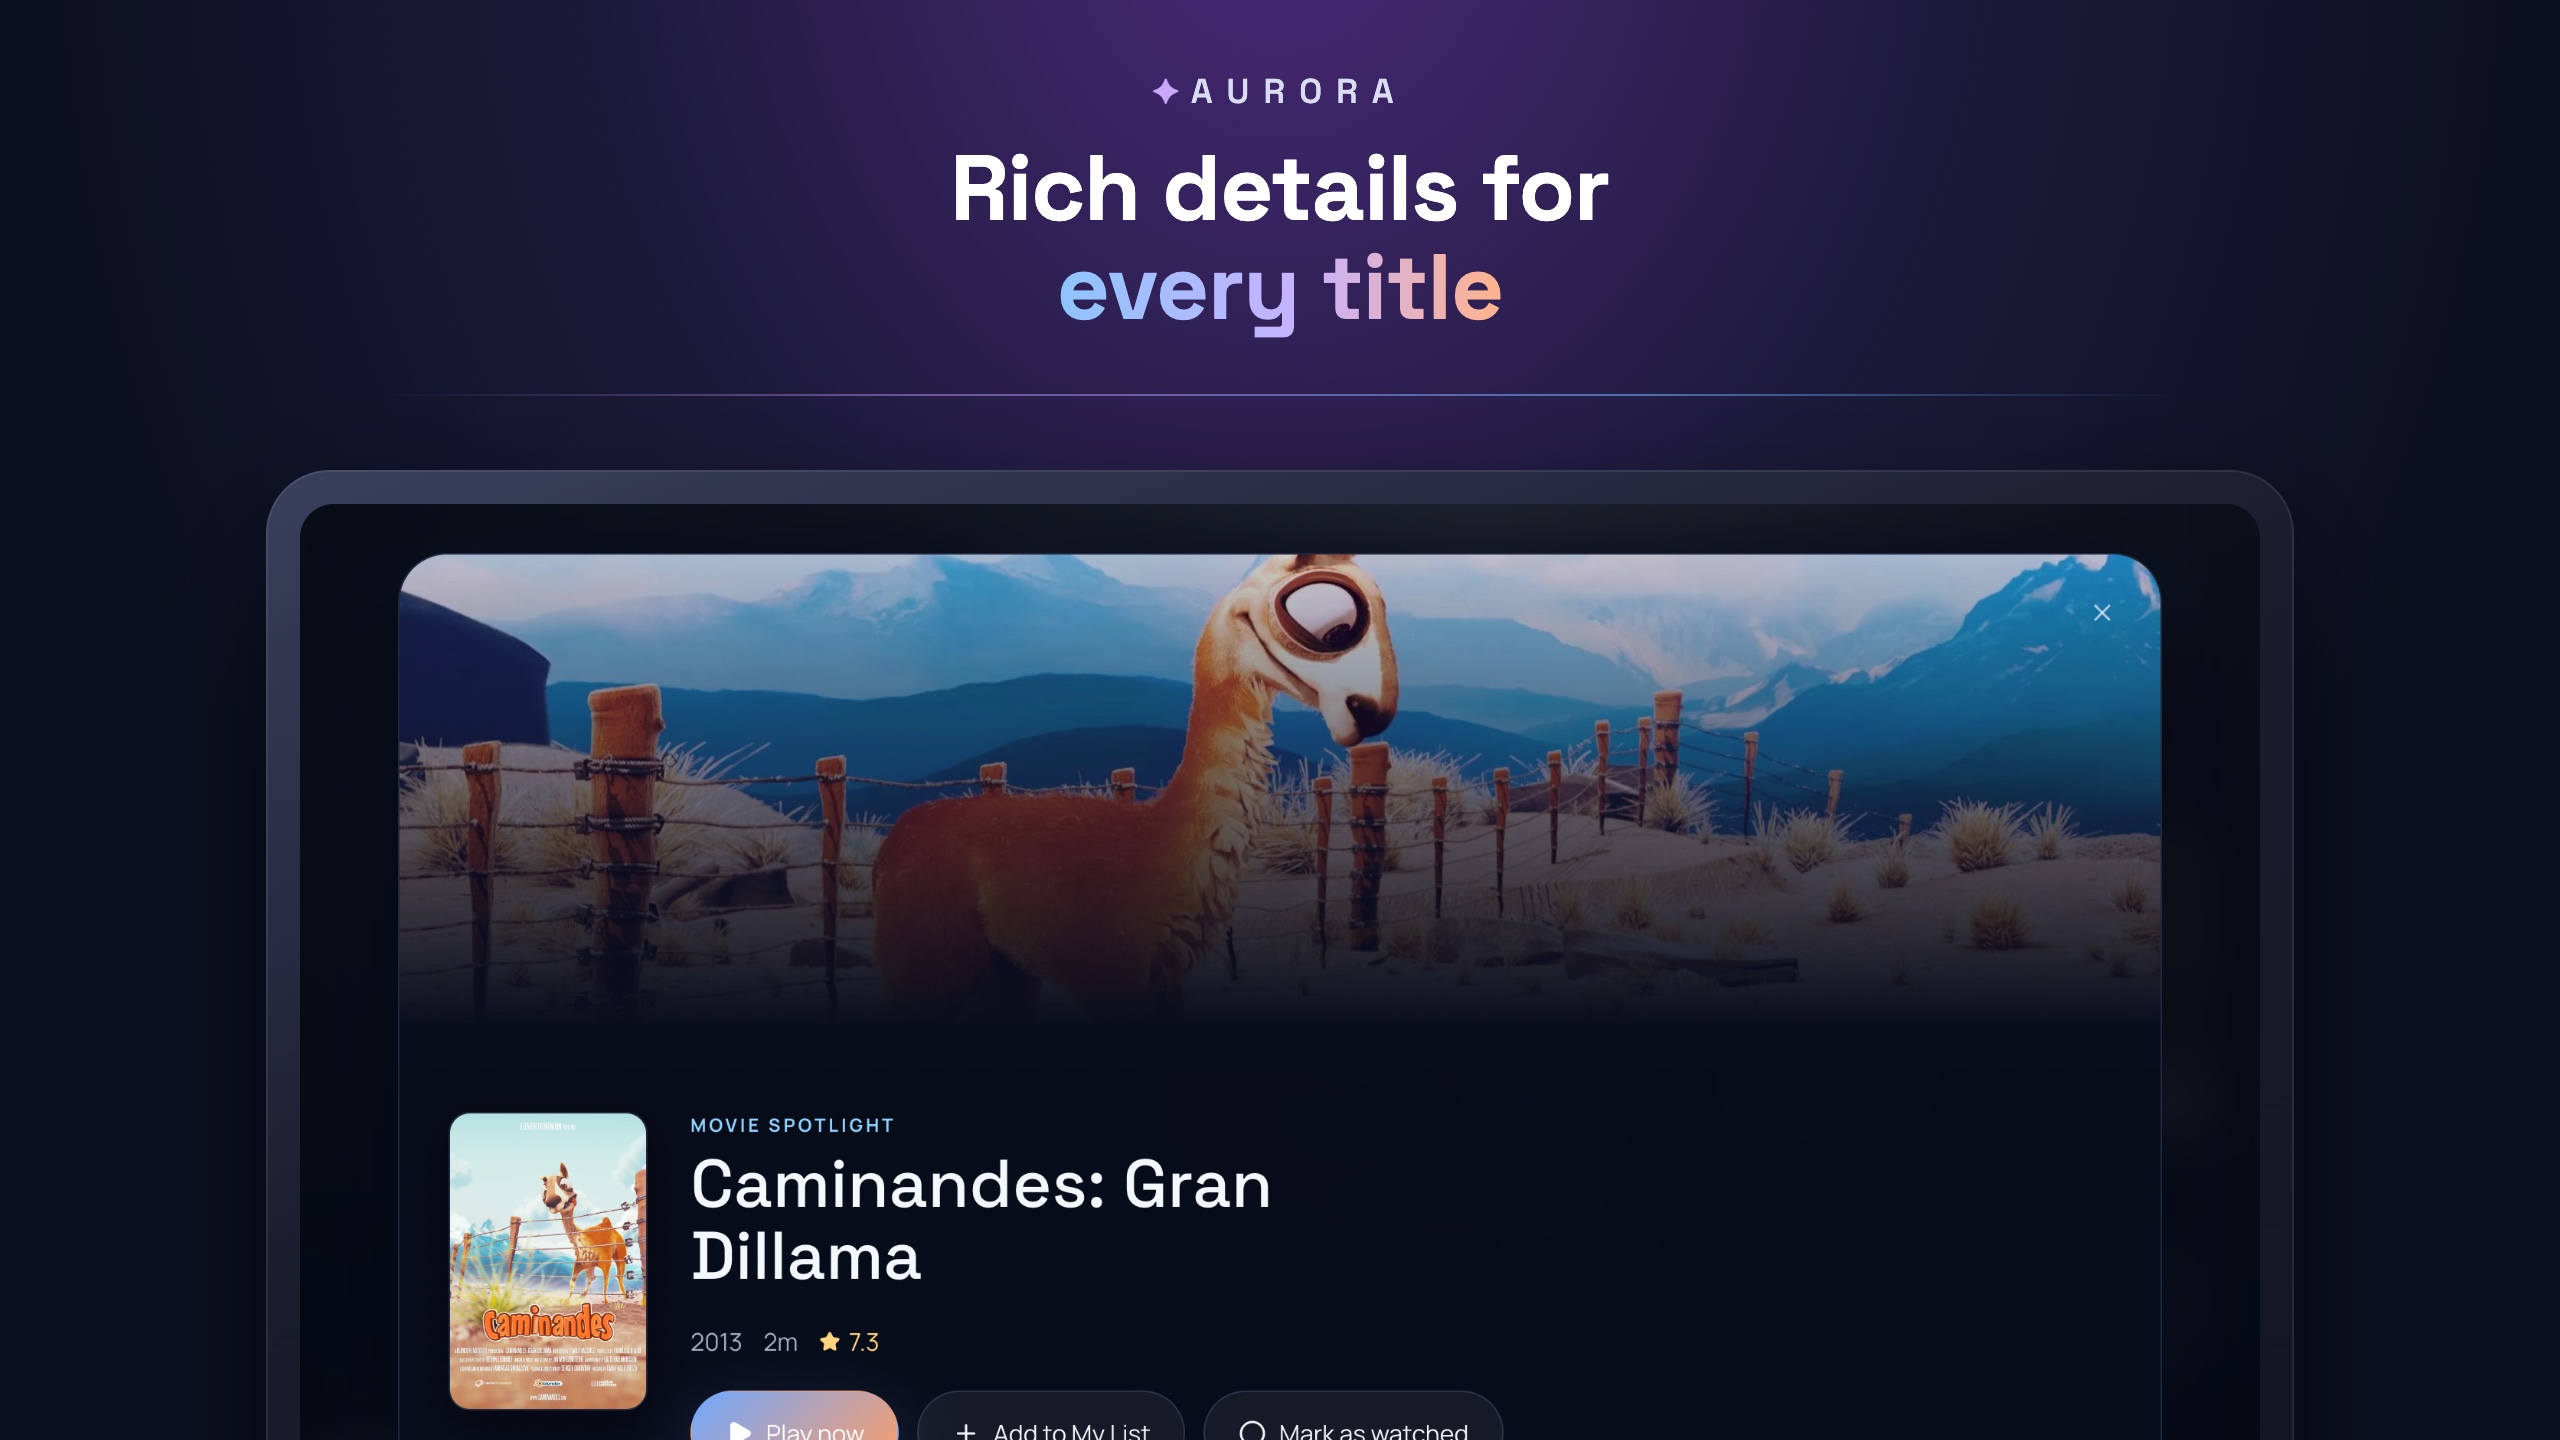 AURORA
Rich details for
every title
MOVIE SPOTLIGHT
Caminandes: Gran
Dillama
2013 2m 7.3
Caminandes
Play now
Add to My List
Mark as watched